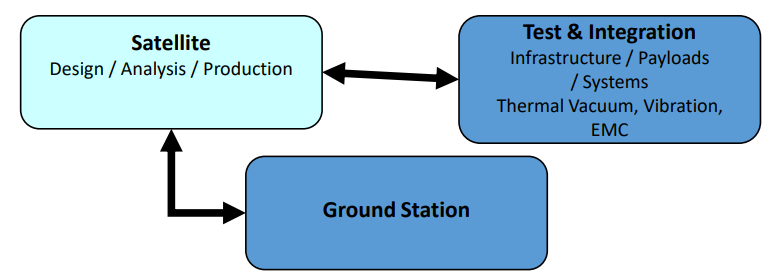 Satellite
Design / Analysis / Production
Test & Integration
Infrastructure / Payloads
/ Systems
Thermal Vacuum, Vibration,
EMC
Ground Station